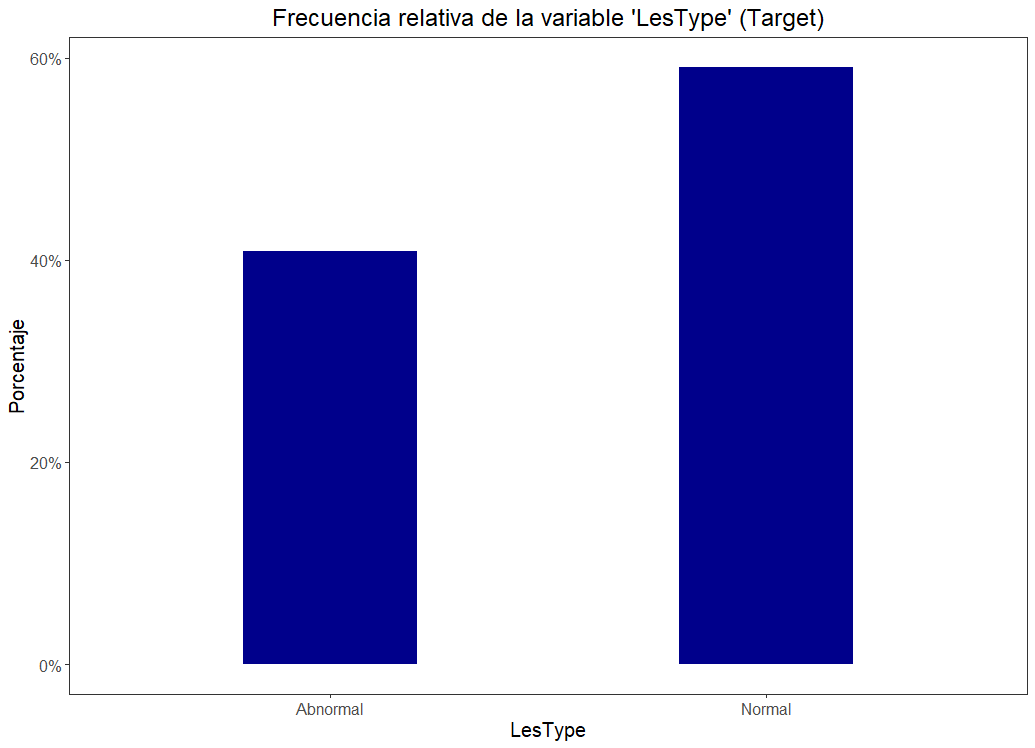 Frecuencia relativa de la variable 'LesType' (Target)
60%
40%
20%
0%
Porcentaje
Abnormal
Normal
LesType